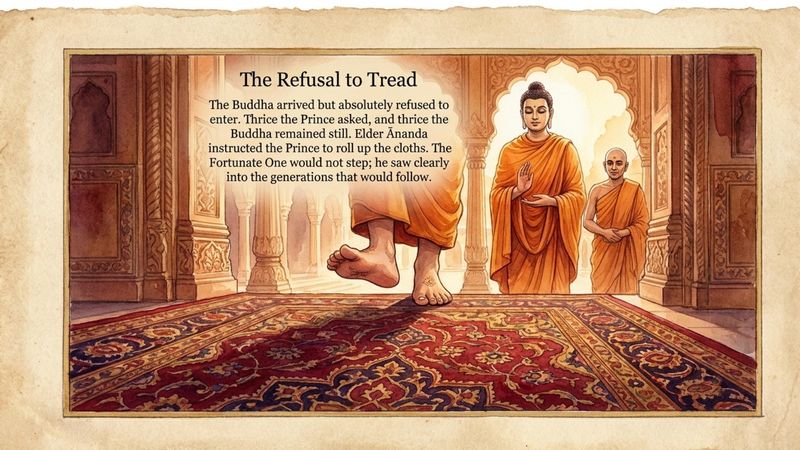 The Refusal to Tread
The Buddha arrived but absolutely refused to
enter. Thrice the Prince asked, and thrice the
Buddha remained still. Elder Ānanda
instructed the Prince to roll up the cloths. The
Fortunate One would not step; he saw clearly
into the generations that would follow.